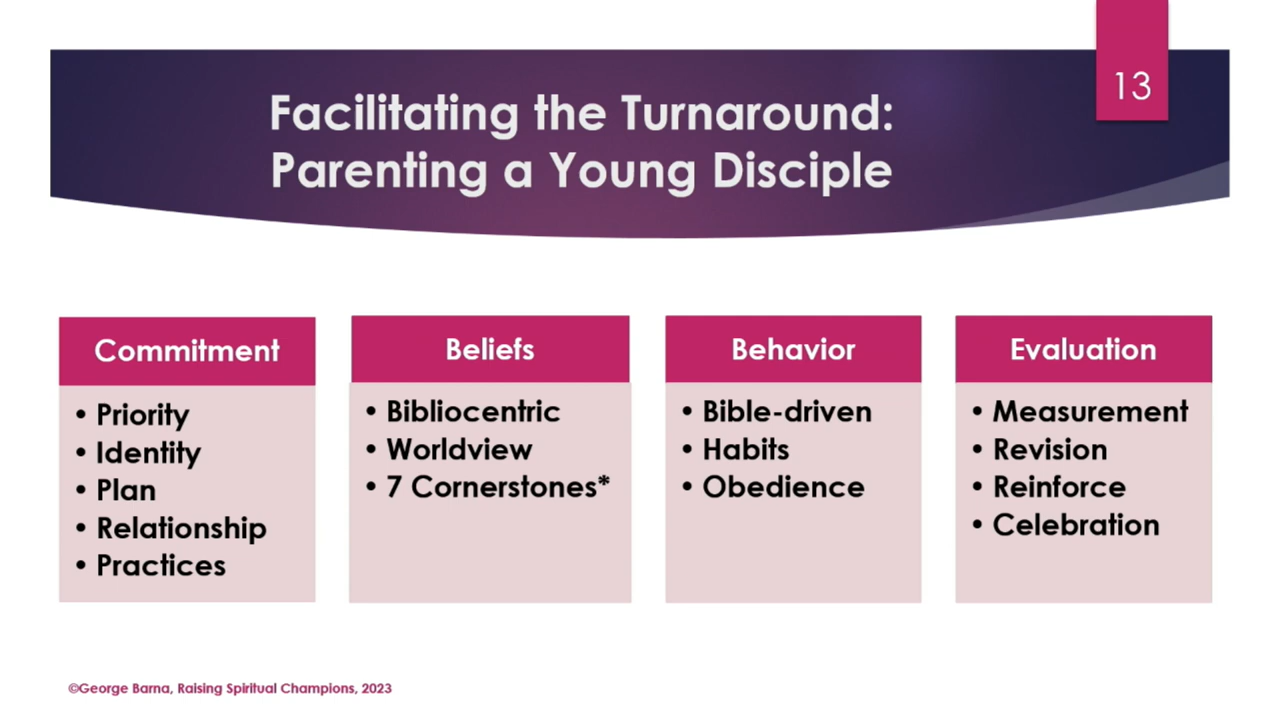 13
Facilitating the Turnaround:
Parenting a Young Disciple
Commitment
• Priority
• Identity
• Plan
• Relationship
• Practices
Beliefs
• Bibliocentric
• Worldview
• 7 Cornerstones*
Behavior
• Bible-driven
• Habits
• Obedience
Evaluation
• Measurement
• Revision
• Reinforce
• Celebration
©George Barna, Raising Spiritual Champions, 2023